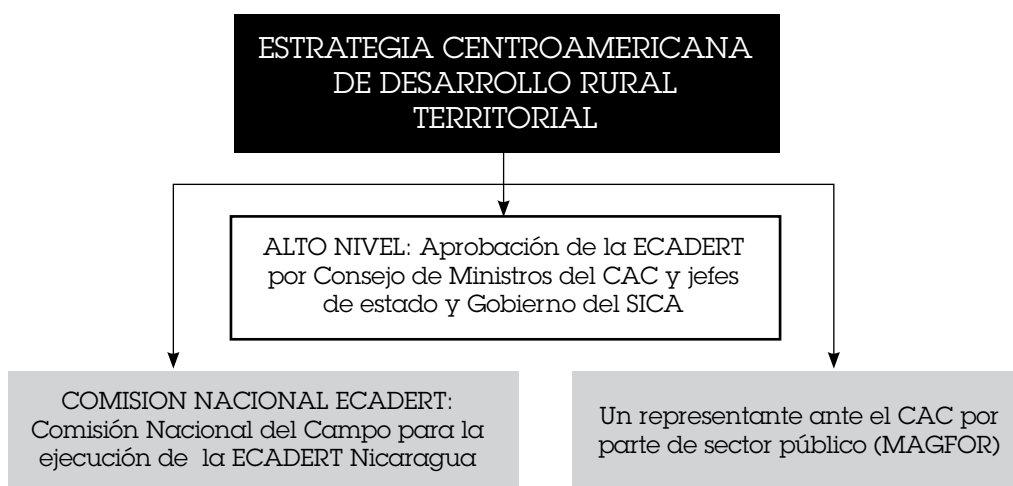 ESTRATEGIA CENTROAMERICANA
DE DESARROLLO RURAL
TERRITORIAL
ALTO NIVEL: Aprobación de la ECADERT
por Consejo de Ministros del CAC y jefes
de estado y Gobierno del SICA
COMISION NACIONAL ECADERT:
Comisión Nacional del Campo para la
ejecución de la ECADERT Nicaragua
Un representante ante el CAC por
parte de sector público (MAGFOR)